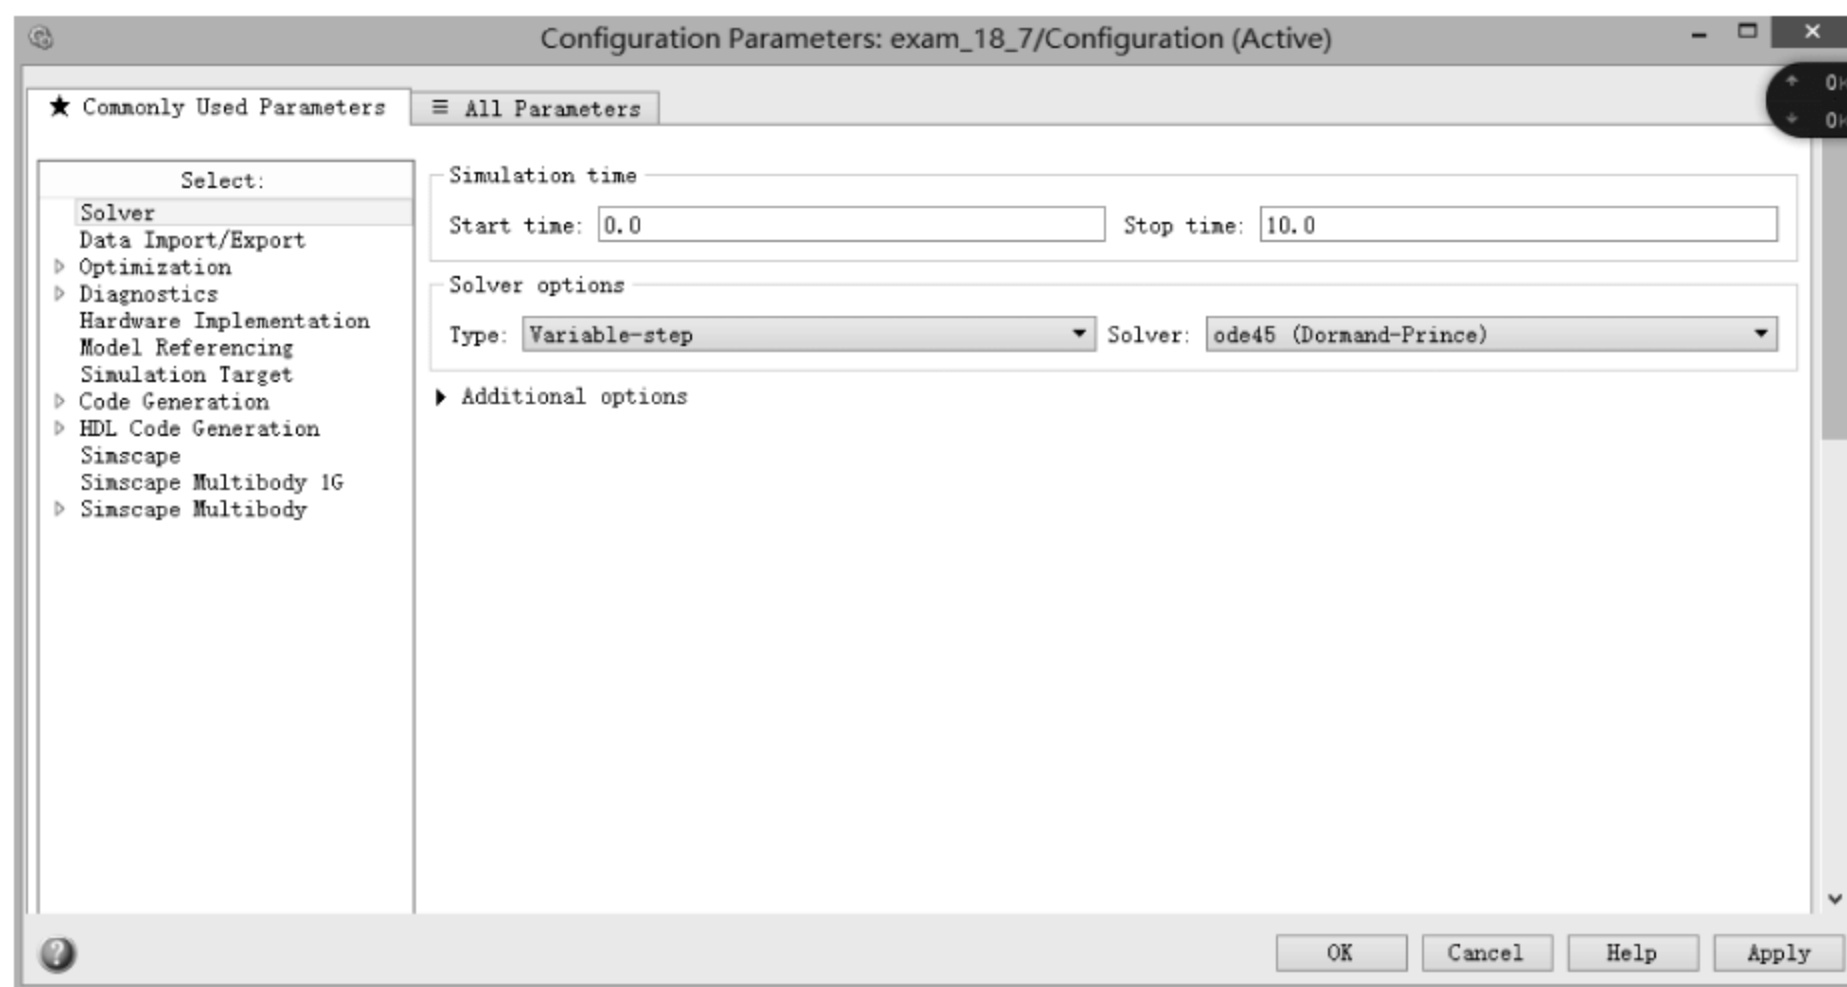 Configuration Parameters: exam_18_7/Configuration (Active)
★ Commonly Used Parameters
≡ All Parameters
Select:
Solver
Data Import/Export
Optimization
Diagnostics
Hardware Implementation
Model Referencing
Simulation Target
Code Generation
HDL Code Generation
Simscape
Simscape Multibody 1G
Simscape Multibody
Simulation time
Start time: 0.0
Stop time: 10.0
Solver options
Type: Variable-step
Solver: ode45 (Dormand-Prince)
Additional options
OK
Cancel
Help
Apply